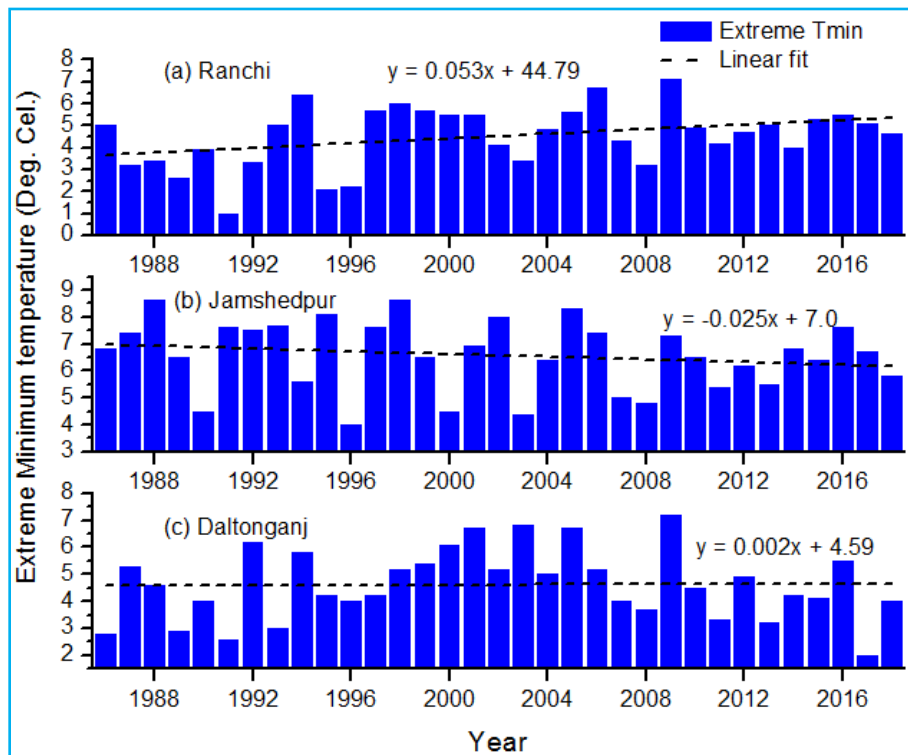 Extreme Tmin
Linear fit
Extreme Minimum temperature (Deg. Cel.)
(a) Ranchi
y = 0.053x + 44.79
8
7
6
5
4
3
2
1
0
1988 1992 1996 2000 2004 2008 2012 2016
(b) Jamshedpur
y = -0.025x + 7.0
9
8
7
6
5
4
3
1988 1992 1996 2000 2004 2008 2012 2016
(c) Daltonganj
y = 0.002x + 4.59
8
7
6
5
4
3
2
1988 1992 1996 2000 2004 2008 2012 2016
Year